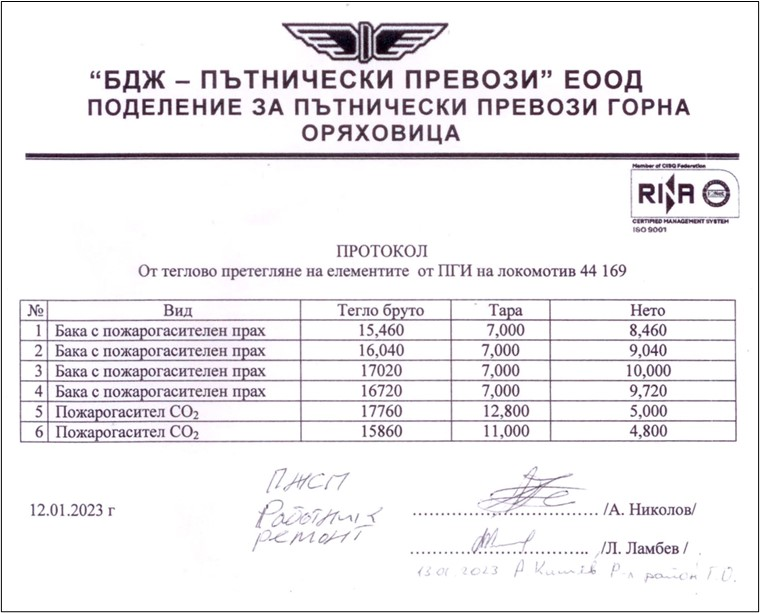 “БДЖ – ПЪТНИЧЕСКИ ПРЕВОЗИ” ЕООД
ПОДЕЛЕНИЕ ЗА ПЪТНИЧЕСКИ ПРЕВОЗИ ГОРНА
ОРЯХОВИЦА
Member of CISQ Federation
RINA
CERTIFIED MANAGEMENT SYSTEM
ISO 9001
ПРОТОКОЛ
От теглово претегляне на елементите от ПГИ на локомотив 44 169
№ Вид Тегло бруто Тара Нето
1 Бака с пожарогасителен прах 15,460 7,000 8,460
2 Бака с пожарогасителен прах 16,040 7,000 9,040
3 Бака с пожарогасителен прах 17020 7,000 10,000
4 Бака с пожарогасителен прах 16720 7,000 9,720
5 Пожарогасител CO₂ 17760 12,800 5,000
6 Пожарогасител CO₂ 15860 11,000 4,800
ПЖСП
Работник
ремонт
12.01.2023 г
/А. Николов/
/Л. Ламбев /
13.01.2023 Р-л район Г.О.